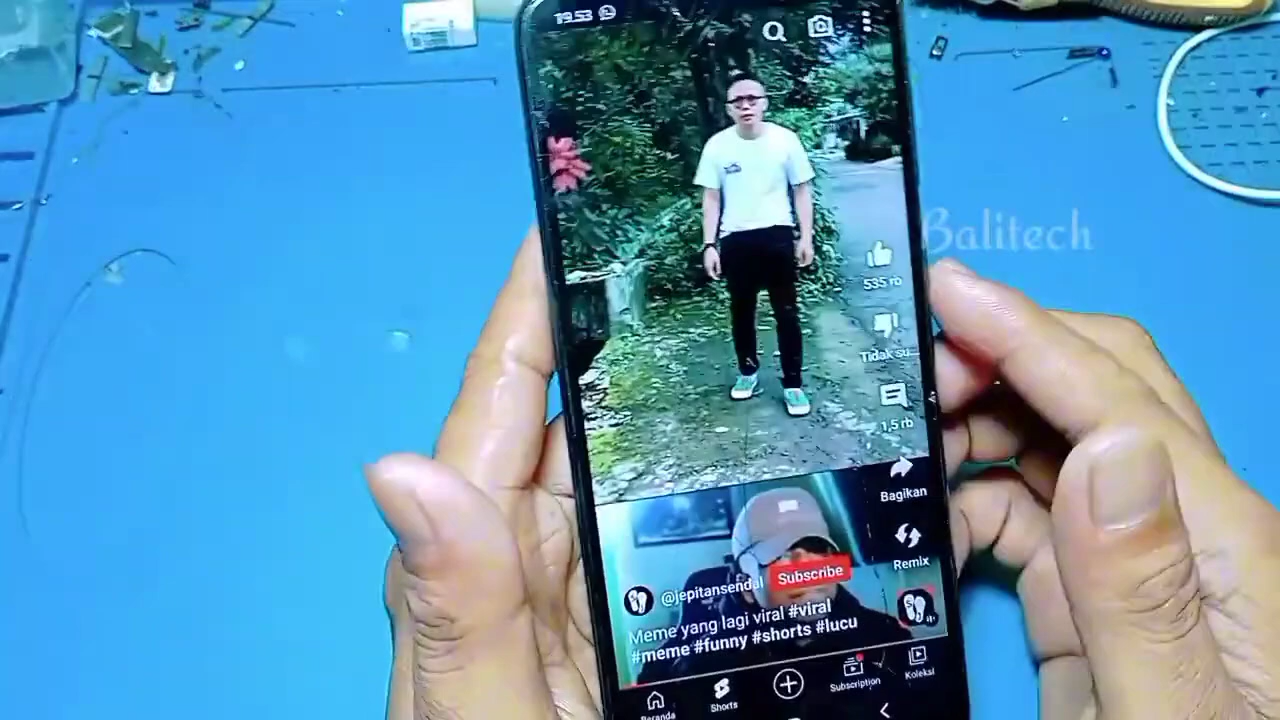 19.53
Balitech
535 rb
Tidak su...
1,5 rb
Bagikan
Remix
@jepitansendal
Subscribe
Meme yang lagi viral #viral
#meme #funny #shorts #lucu
Beranda
Shorts
Subscription
Koleksi